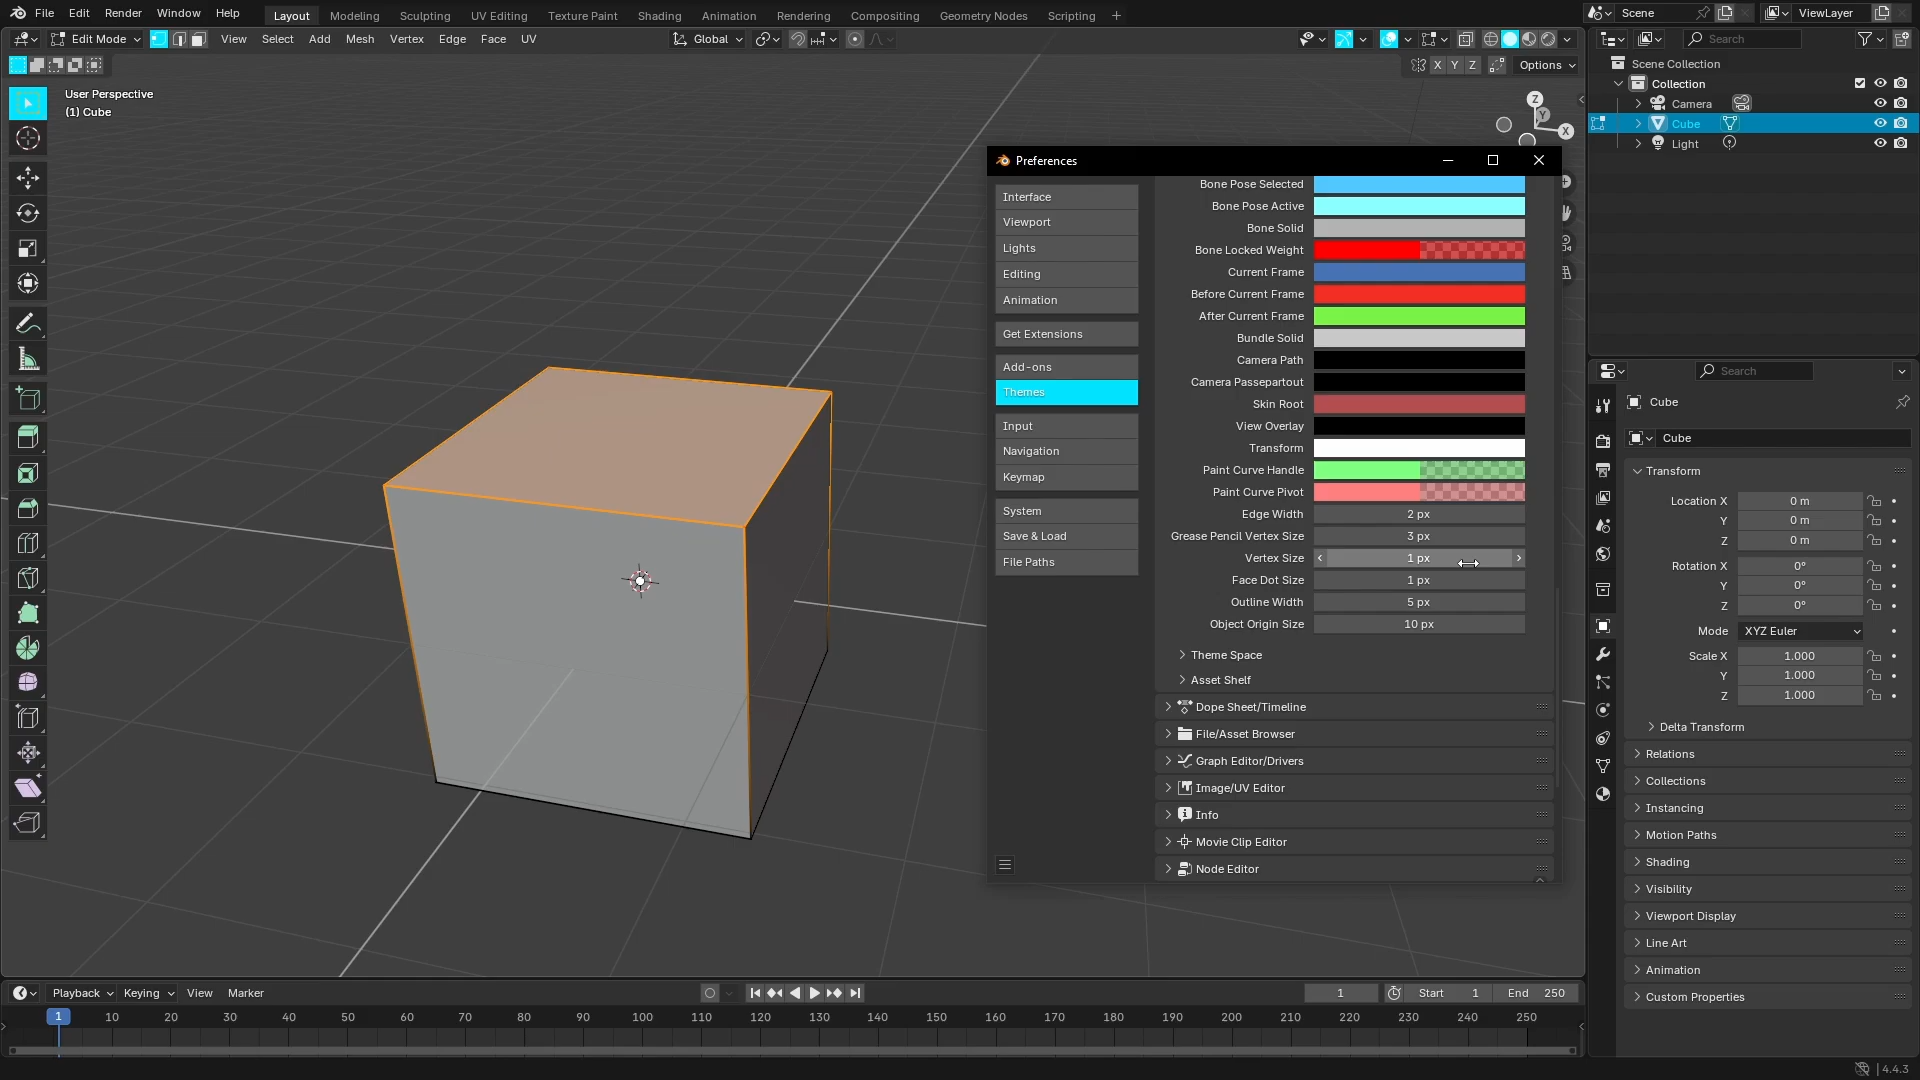 File Edit Render Window Help Layout Modeling Sculpting UV Editing Texture Paint Shading Animation Rendering Compositing Geometry Nodes Scripting Scene ViewLayer
Edit Mode View Select Add Mesh Vertex Edge Face UV Global Search
X Y Z Options
User Perspective
(1) Cube
Z
Y
X
Scene Collection
Collection
Camera
Cube
Light
Preferences
Interface
Viewport
Lights
Editing
Animation
Get Extensions
Add-ons
Themes
Input
Navigation
Keymap
System
Save & Load
File Paths
Bone Pose Selected
Bone Pose Active
Bone Solid
Bone Locked Weight
Current Frame
Before Current Frame
After Current Frame
Bundle Solid
Camera Path
Camera Passepartout
Skin Root
View Overlay
Transform
Paint Curve Handle
Paint Curve Pivot
Edge Width 2 px
Grease Pencil Vertex Size 3 px
Vertex Size 1 px
Face Dot Size 1 px
Outline Width 5 px
Object Origin Size 10 px
Theme Space
Asset Shelf
Dope Sheet/Timeline
File/Asset Browser
Graph Editor/Drivers
Image/UV Editor
Info
Movie Clip Editor
Node Editor
Search
Cube
Cube
Transform
Location X 0 m
Y 0 m
Z 0 m
Rotation X 0°
Y 0°
Z 0°
Mode XYZ Euler
Scale X 1.000
Y 1.000
Z 1.000
Delta Transform
Relations
Collections
Instancing
Motion Paths
Shading
Visibility
Viewport Display
Line Art
Animation
Custom Properties
Playback Keying View Marker 1 Start 1 End 250
1 10 20 30 40 50 60 70 80 90 100 110 120 130 140 150 160 170 180 190 200 210 220 230 240 250
4.4.3